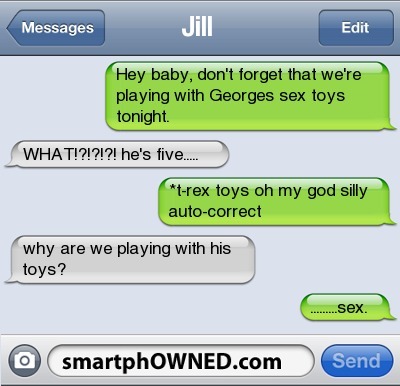 Messages
Jill
Edit
Hey baby, don't forget that we're
playing with Georges sex toys
tonight.
WHAT!?!?!?! he's five.....
*t-rex toys oh my god silly
auto-correct
why are we playing with his
toys?
.........sex.
smartphOWNED.com
Send